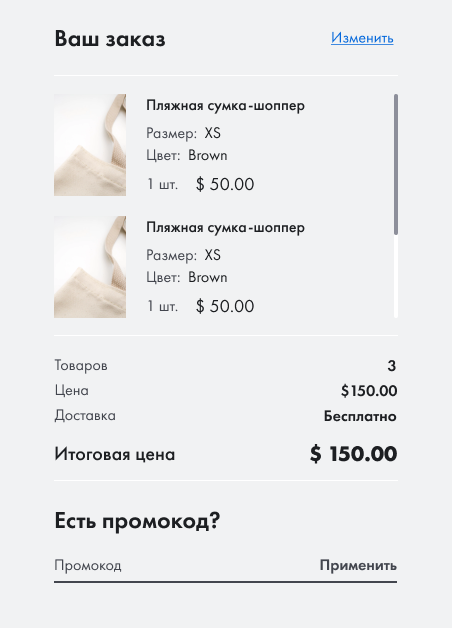 Ваш заказ
Изменить
Пляжная сумка-шоппер
Размер: XS
Цвет: Brown
1 шт. $ 50.00
Пляжная сумка-шоппер
Размер: XS
Цвет: Brown
1 шт. $ 50.00
Товаров 3
Цена $150.00
Доставка Бесплатно
Итоговая цена $ 150.00
Есть промокод?
Промокод Применить